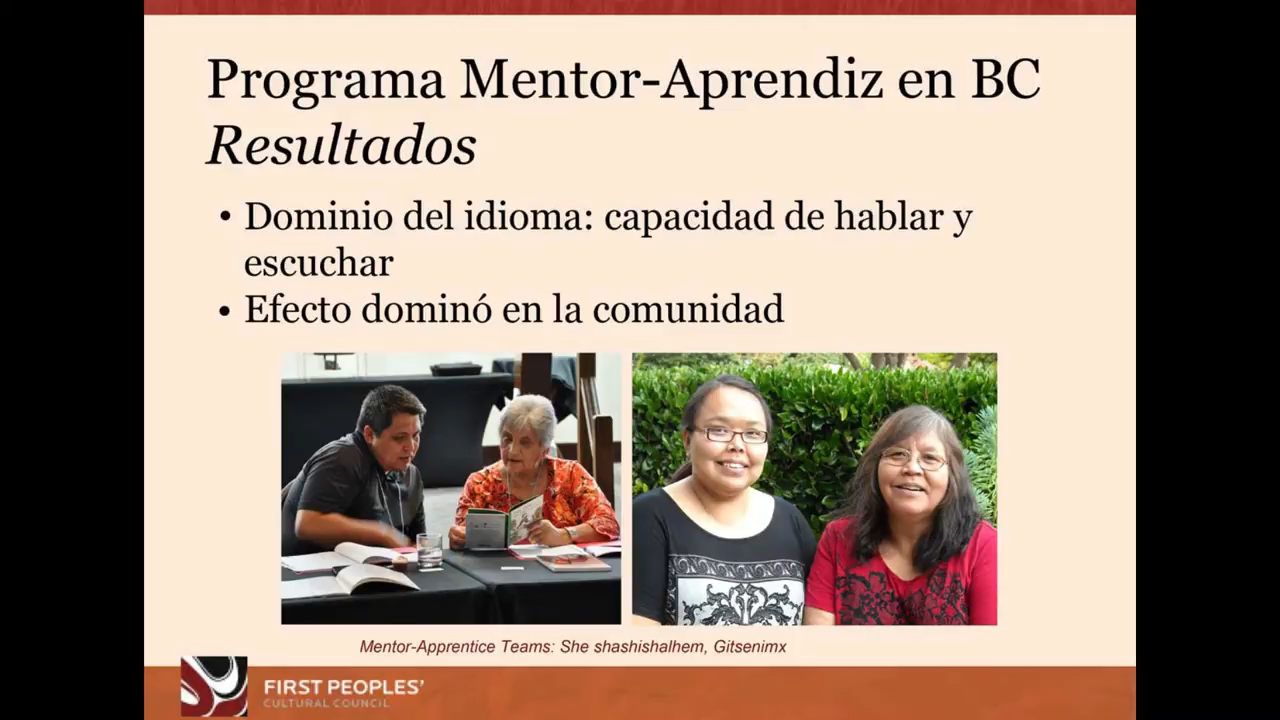 Programa Mentor-Aprendiz en BC
Resultados
• Dominio del idioma: capacidad de hablar y
escuchar
• Efecto dominó en la comunidad
Mentor-Apprentice Teams: She shashishalhem, Gitsenimx
FIRST PEOPLES'
CULTURAL COUNCIL